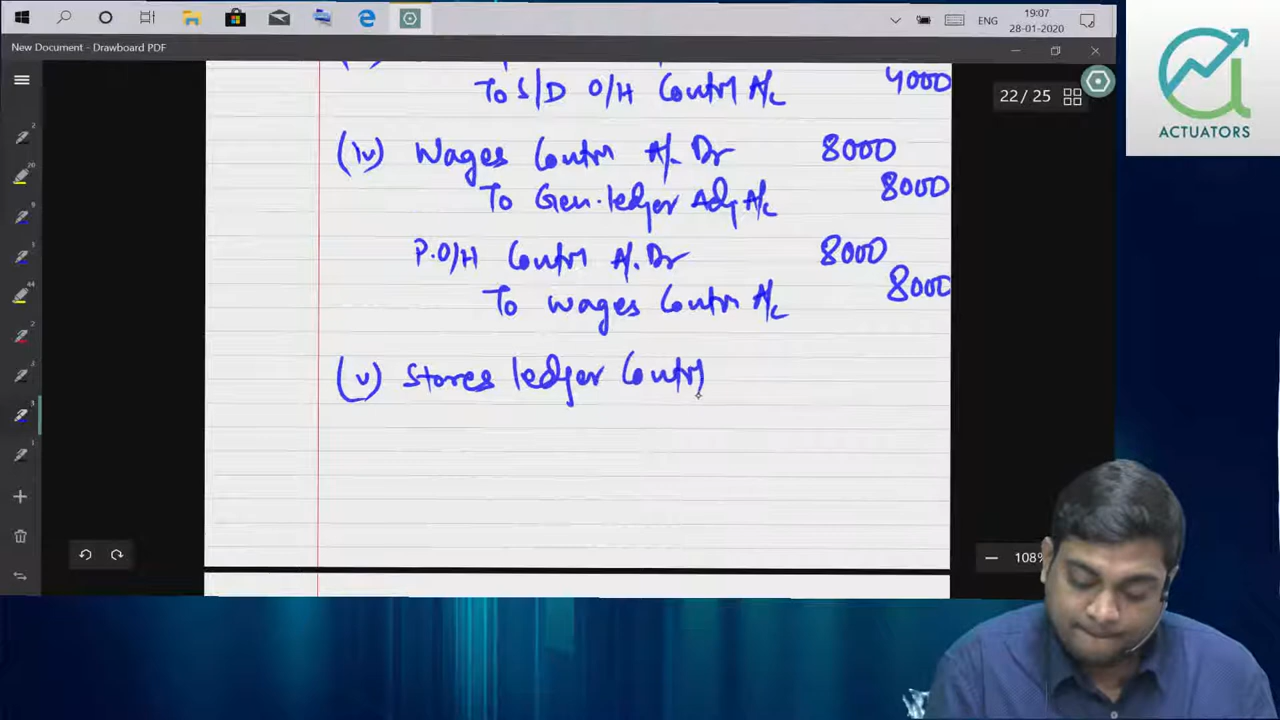 19:07
ENG
28-01-2020
New Document - Drawboard PDF
To S/D O/H Contrl A/c 4000
22 / 25
ACTUATORS
(iv) Wages Contrl A/. Dr 8000
To Gen. ledger Adj A/c 8000
P.O/H Contrl A/. Dr 8000
To wages Contrl A/c 8000
(v) Stores ledger Contrl
108%